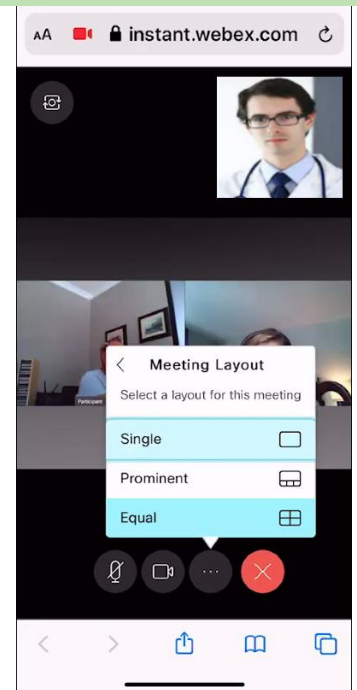 AA instant.webex.com
Meeting Layout
Select a layout for this meeting
Single
Prominent
Equal
Participant